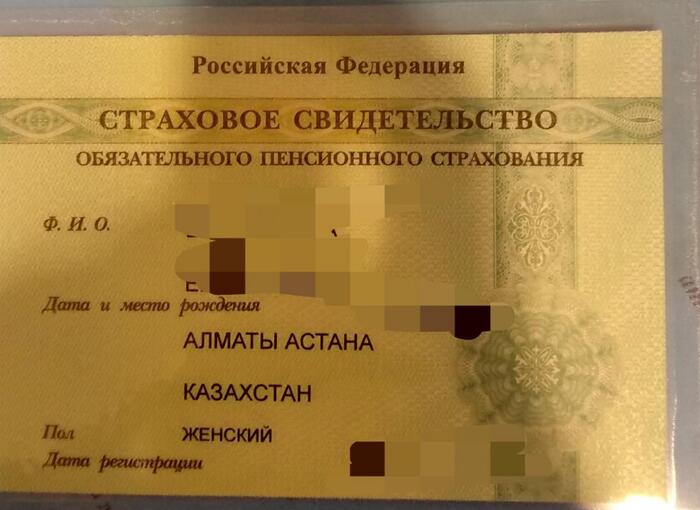 Российская Федерация
СТРАХОВОЕ СВИДЕТЕЛЬСТВО
ОБЯЗАТЕЛЬНОГО ПЕНСИОННОГО СТРАХОВАНИЯ
Ф. И. О.
Дата и место рождения
АЛМАТЫ АСТАНА
КАЗАХСТАН
Пол ЖЕНСКИЙ
Дата регистрации